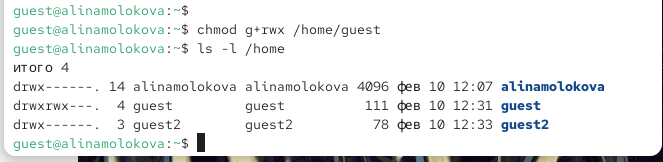 guest@alinamolokova:~$
guest@alinamolokova:~$ chmod g+rwx /home/guest
guest@alinamolokova:~$ ls -l /home
итого 4
drwx------. 14 alinamolokova alinamolokova 4096 фев 10 12:07 alinamolokova
drwxrwx---.  4 guest         guest          111 фев 10 12:31 guest
drwx------.  3 guest2        guest2          78 фев 10 12:33 guest2
guest@alinamolokova:~$